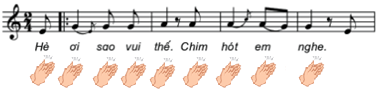 Hè ơi sao vui thế. Chim hót em nghe.